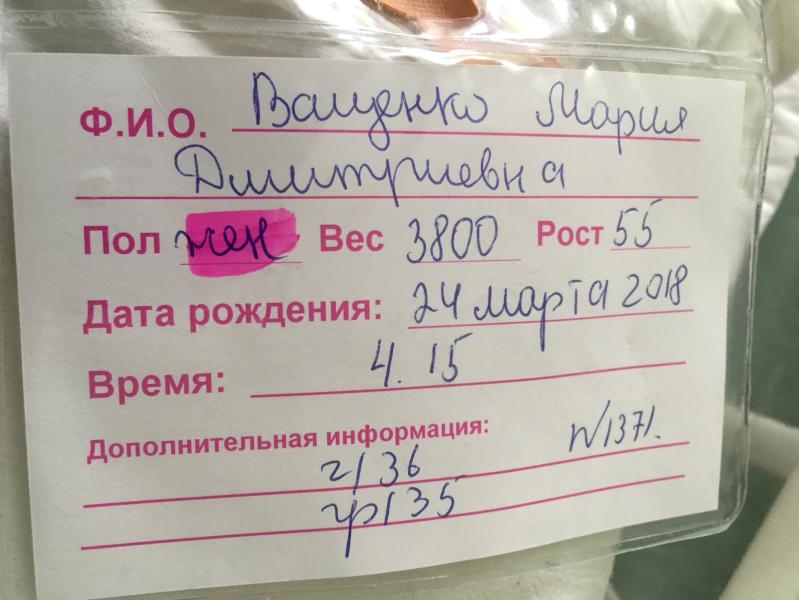 Ф.И.О. Ващенко Мария
Дмитриевна
Пол жен Вес 3800 Рост 55
Дата рождения: 24 марта 2018
Время: 4.15
Дополнительная информация: N1371.
г/ 36
гр/ 35